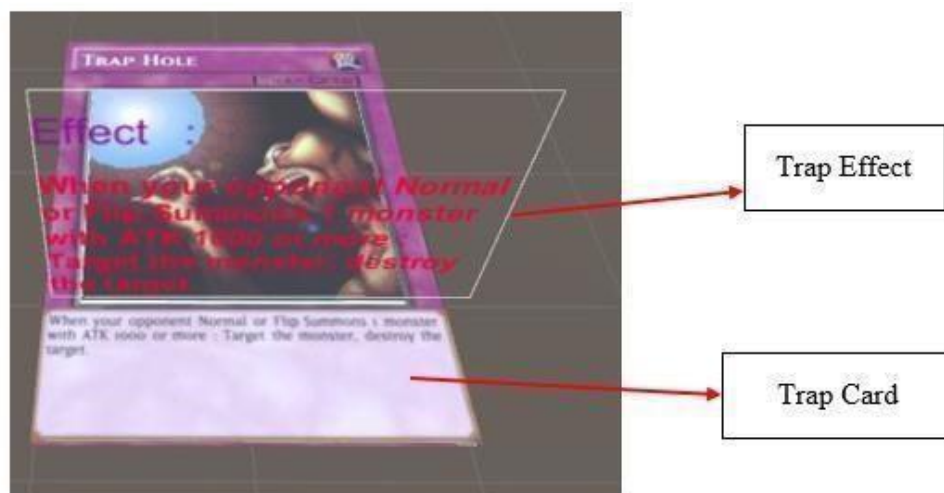 TRAP HOLE
Effect :
When your opponent Normal
or Flip Summons 1 monster
with ATK 1000 or more :
Target the monster, destroy
the target
When your opponent Normal or Flip Summons 1 monster
with ATK 1000 or more : Target the monster, destroy the
target.
Trap Effect
Trap Card